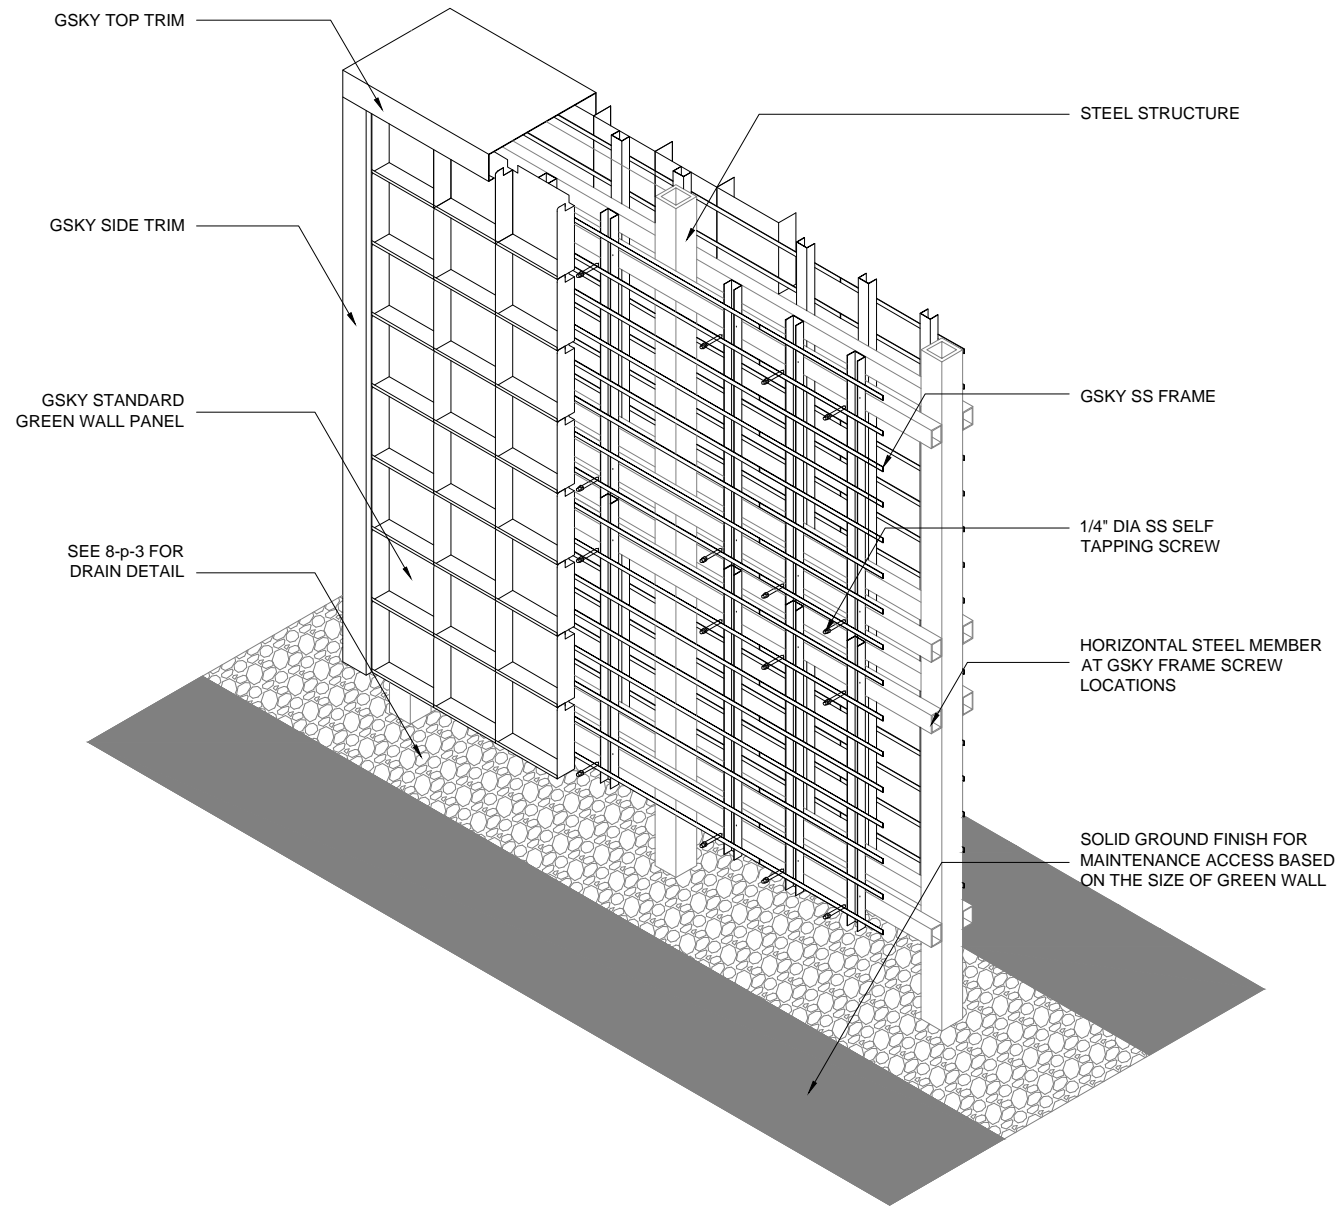 GSKY TOP TRIM
STEEL STRUCTURE
GSKY SIDE TRIM
GSKY STANDARD
GREEN WALL PANEL
GSKY SS FRAME
1/4" DIA SS SELF
TAPPING SCREW
SEE 8-p-3 FOR
DRAIN DETAIL
HORIZONTAL STEEL MEMBER
AT GSKY FRAME SCREW
LOCATIONS
SOLID GROUND FINISH FOR
MAINTENANCE ACCESS BASED
ON THE SIZE OF GREEN WALL